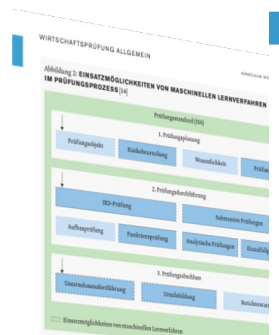 WIRTSCHAFTSPRÜFUNG ALLGEMEIN
Abbildung 2: EINSATZMÖGLICHKEITEN VON MASCHINELLEN LERNVERFAHREN
IM PRÜFUNGSPROZESS[14]
Prüfungsstandard (ISA)
1. Prüfungsplanung
Prüfungsobjekt Risikobeurteilung Wesentlichkeit
2. Prüfungsdurchführung
IKS-Prüfung Substantive Prüfungen
Aufbauprüfung Funktionsprüfung Analytische Prüfungen
3. Prüfungsabschluss
Unternehmensfortführung Urteilsbildung
Einsatzmöglichkeiten von maschinellen Lernverfahren